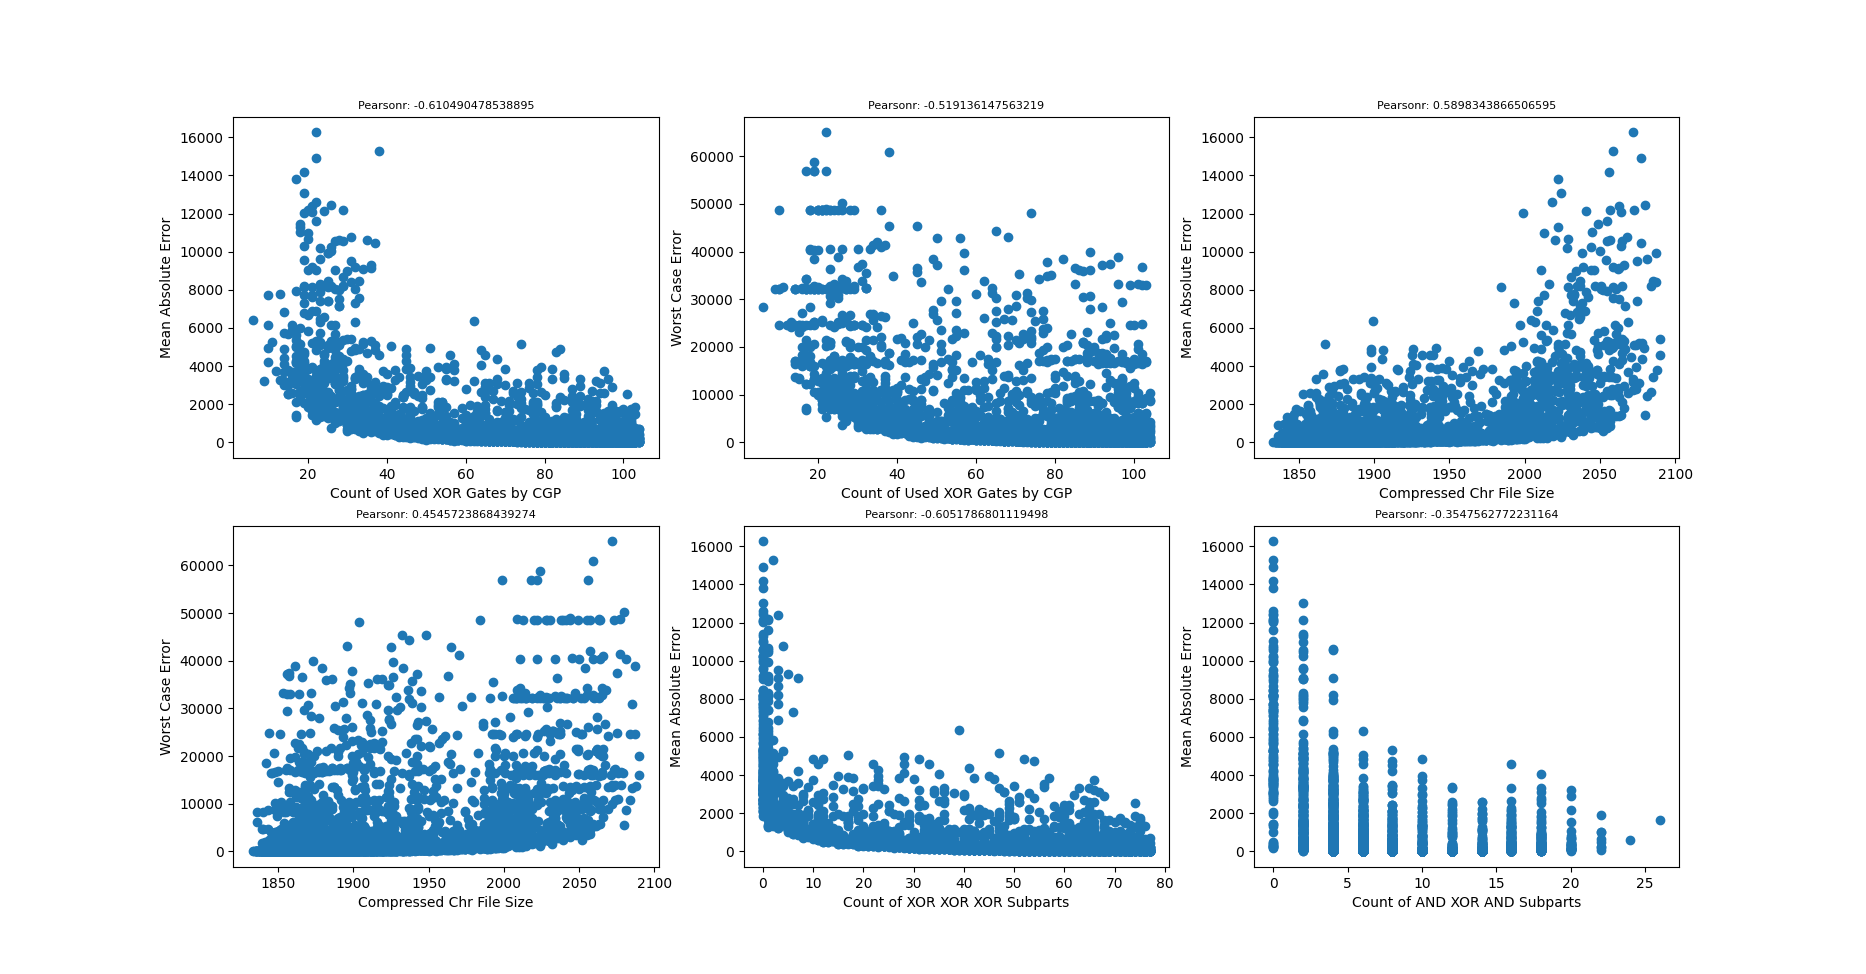 Pearsonr: -0.610490478538895
16000
14000
12000
10000
8000
6000
4000
2000
0
Mean Absolute Error
20 40 60 80 100
Count of Used XOR Gates by CGP
Pearsonr: -0.519136147563219
60000
50000
40000
30000
20000
10000
0
Worst Case Error
20 40 60 80 100
Count of Used XOR Gates by CGP
Pearsonr: 0.5898343866506595
16000
14000
12000
10000
8000
6000
4000
2000
0
Mean Absolute Error
1850 1900 1950 2000 2050 2100
Compressed Chr File Size
Pearsonr: 0.4545723868439274
60000
50000
40000
30000
20000
10000
0
Worst Case Error
1850 1900 1950 2000 2050 2100
Compressed Chr File Size
Pearsonr: -0.6051786801119498
16000
14000
12000
10000
8000
6000
4000
2000
0
Mean Absolute Error
0 10 20 30 40 50 60 70 80
Count of XOR XOR XOR Subparts
Pearsonr: -0.3547562772231164
16000
14000
12000
10000
8000
6000
4000
2000
0
Mean Absolute Error
0 5 10 15 20 25
Count of AND XOR AND Subparts